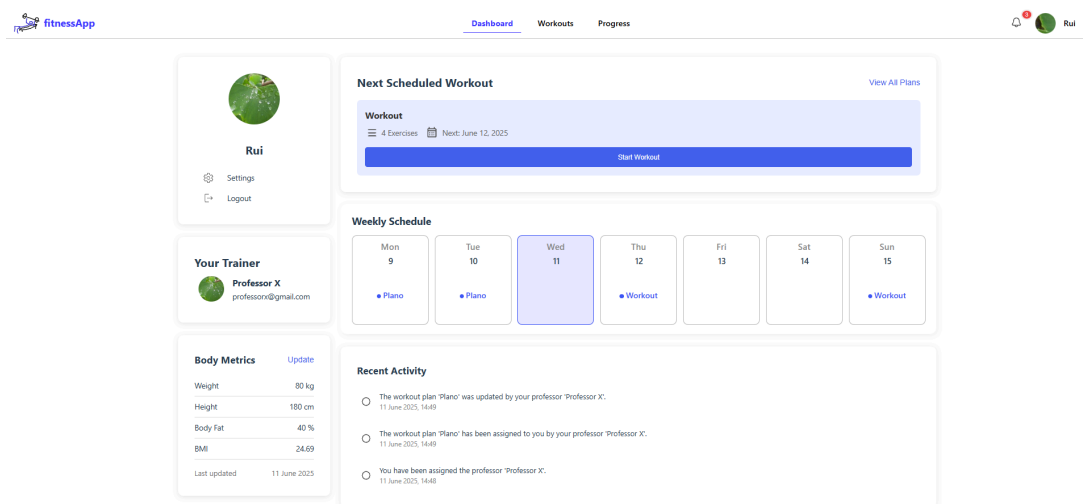 fitnessApp
Dashboard Workouts Progress
3
Rui
Rui
Settings
Logout
Your Trainer
Professor X
professorx@gmail.com
Body Metrics Update
Weight 80 kg
Height 180 cm
Body Fat 40 %
BMI 24.69
Last updated 11 June 2025
Next Scheduled Workout View All Plans
Workout
4 Exercises Next: June 12, 2025
Start Workout
Weekly Schedule
Mon Tue Wed Thu Fri Sat Sun
9 10 11 12 13 14 15
• Plano • Plano • Workout • Workout
Recent Activity
The workout plan 'Plano' was updated by your professor 'Professor X'.
11 June 2025, 14:49
The workout plan 'Plano' has been assigned to you by your professor 'Professor X'.
11 June 2025, 14:49
You have been assigned the professor 'Professor X'.
11 June 2025, 14:48